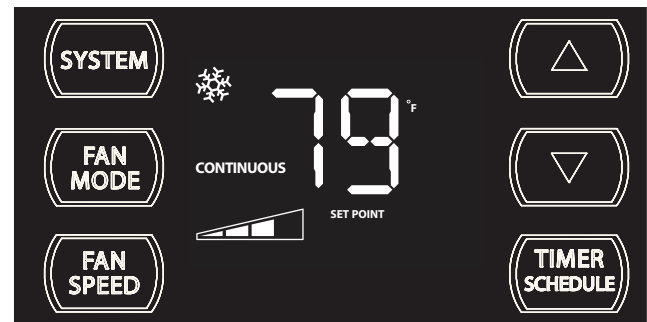 SYSTEM
FAN
MODE
FAN
SPEED
79 °F
CONTINUOUS
SET POINT
TIMER
SCHEDULE